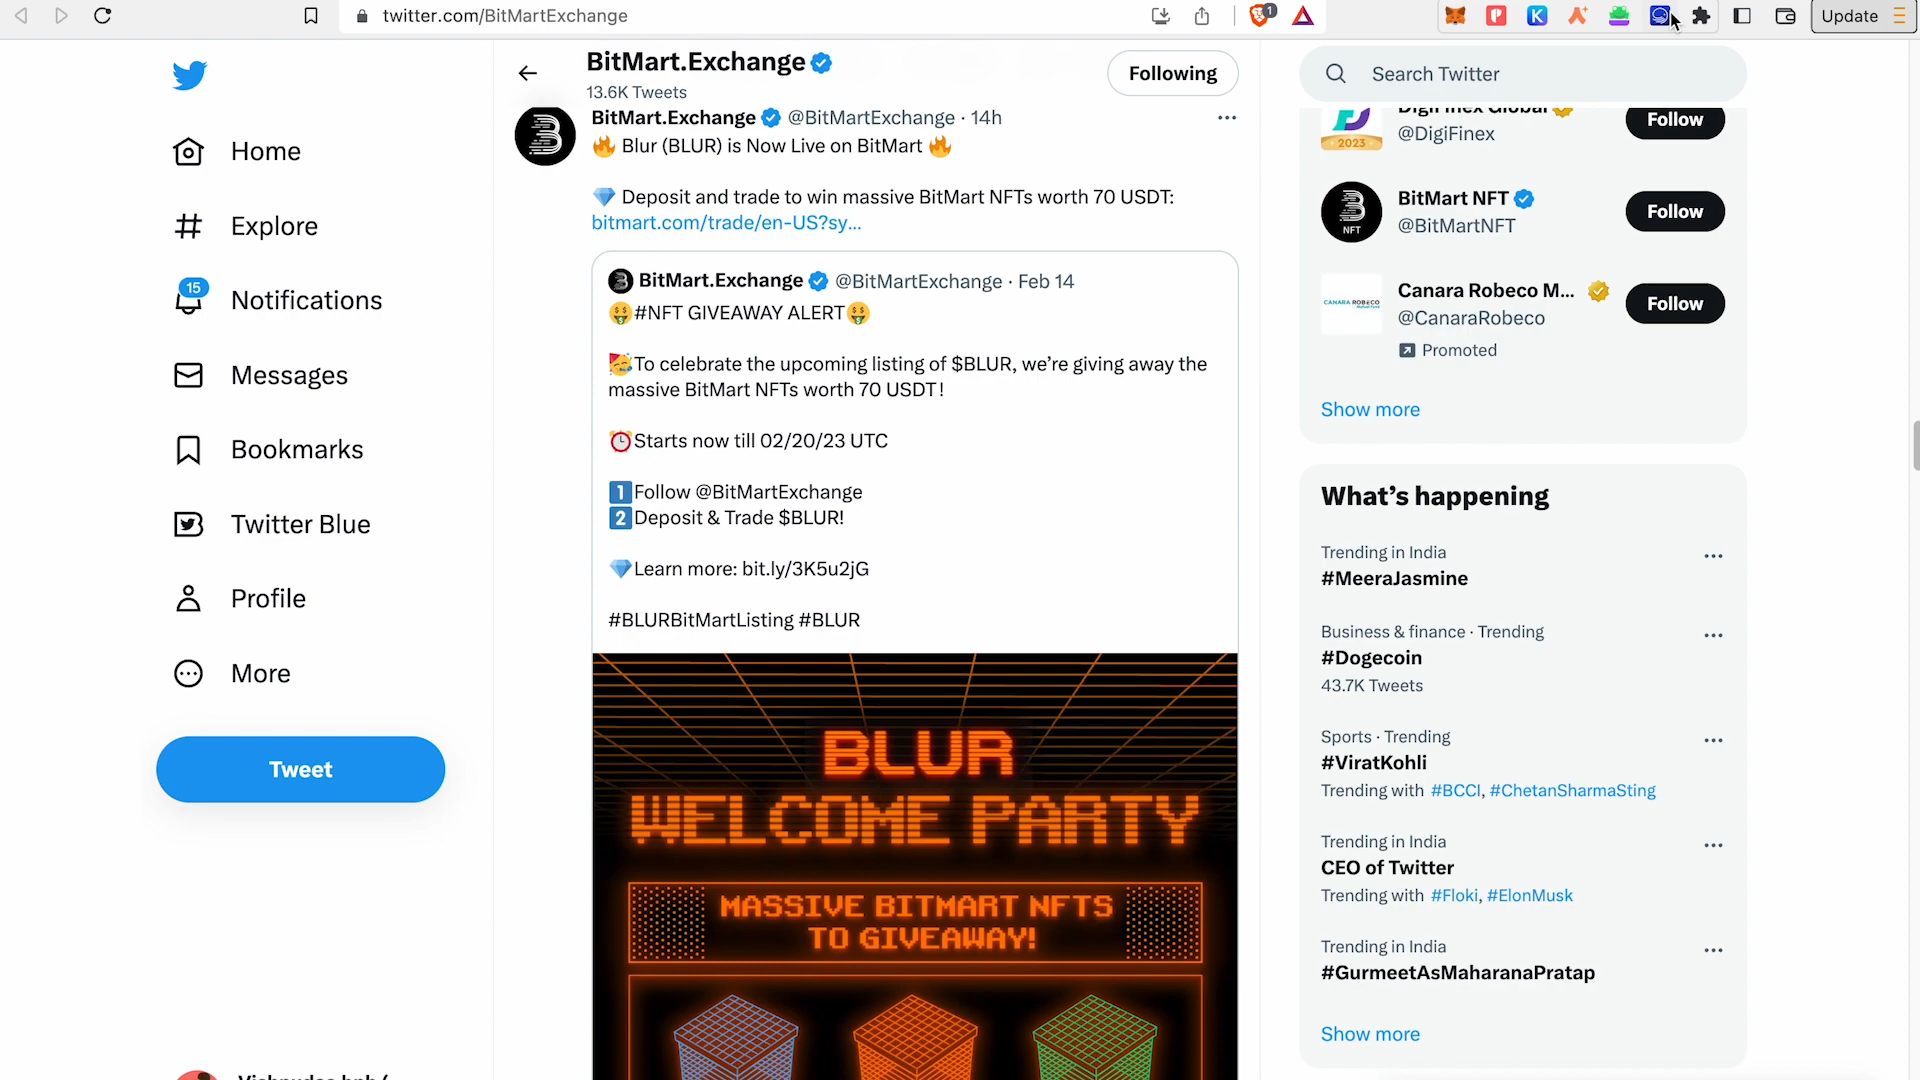 twitter.com/BitMartExchange
1
Update
Home
Explore
15
Notifications
Messages
Bookmarks
Twitter Blue
Profile
More
Tweet
BitMart.Exchange
13.6K Tweets
Following
BitMart.Exchange @BitMartExchange · 14h
🔥 Blur (BLUR) is Now Live on BitMart 🔥
💎 Deposit and trade to win massive BitMart NFTs worth 70 USDT:
bitmart.com/trade/en-US?sy...
BitMart.Exchange @BitMartExchange · Feb 14
🤑#NFT GIVEAWAY ALERT🤑
🥳To celebrate the upcoming listing of $BLUR, we’re giving away the
massive BitMart NFTs worth 70 USDT!
⏰Starts now till 02/20/23 UTC
1️⃣Follow @BitMartExchange
2️⃣Deposit & Trade $BLUR!
💎Learn more: bit.ly/3K5u2jG
#BLURBitMartListing #BLUR
BLUR
WELCOME PARTY
MASSIVE BITMART NFTS
TO GIVEAWAY!
Search Twitter
DigiFinex Global
@DigiFinex
2023
Follow
BitMart NFT
@BitMartNFT
NFT
Follow
Canara Robeco M...
@CanaraRobeco
CANARA ROBECO
Promoted
Follow
Show more
What’s happening
Trending in India
#MeeraJasmine
Business & finance · Trending
#Dogecoin
43.7K Tweets
Sports · Trending
#ViratKohli
Trending with #BCCI, #ChetanSharmaSting
Trending in India
CEO of Twitter
Trending with #Floki, #ElonMusk
Trending in India
#GurmeetAsMaharanaPratap
Show more